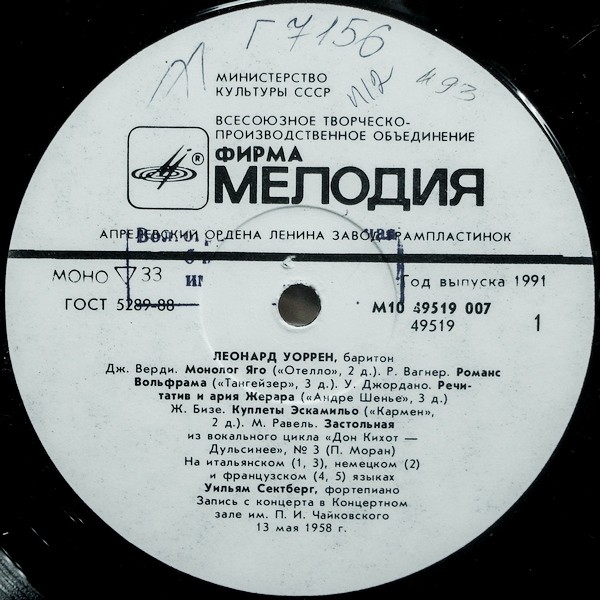 Г7156
N12 493
МИНИСТЕРСТВО
КУЛЬТУРЫ СССР
ВСЕСОЮЗНОЕ ТВОРЧЕСКО-
ПРОИЗВОДСТВЕННОЕ ОБЪЕДИНЕНИЕ
®
ФИРМА
МЕЛОДИЯ
АПРЕЛЕВСКИЙ ОРДЕНА ЛЕНИНА ЗАВОД ГРАМПЛАСТИНОК
МОНО 33
Год выпуска 1991
ГОСТ 5289-88
М10 49519 007
49519
1
ЛЕОНАРД УОРРЕН, баритон
Дж. Верди. Монолог Яго («Отелло», 2 д.). Р. Вагнер. Романс
Вольфрама («Тангейзер», 3 д.). У. Джордано. Речи-
татив и ария Жерара («Андре Шенье», 3 д.)
Ж. Бизе. Куплеты Эскамильо («Кармен»,
2 д.). М. Равель. Застольная
из вокального цикла «Дон Кихот —
Дульсинее», № 3 (П. Моран)
На итальянском (1, 3), немецком (2)
и французском (4, 5) языках
Уильям Сектберг, фортепиано
Запись с концерта в Концертном
зале им. П. И. Чайковского
13 мая 1958 г.